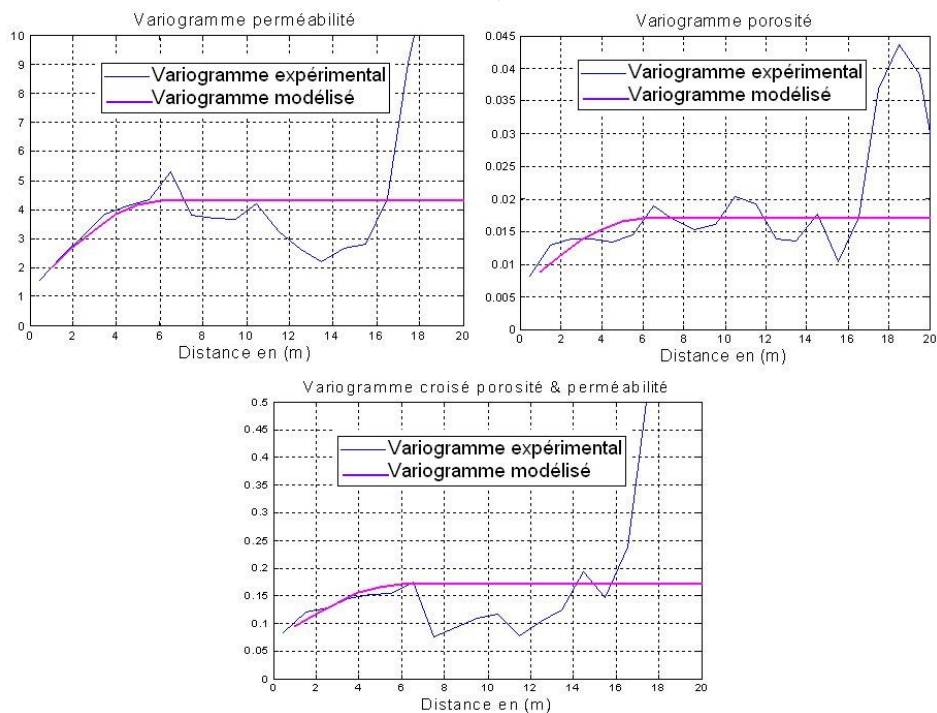 Variogramme perméabilité
10
9
8
7
6
5
4
3
2
1
0
Variogramme expérimental
Variogramme modélisé
0 2 4 6 8 10 12 14 16 18 20
Distance en (m)
Variogramme porosité
0.045
0.04
0.035
0.03
0.025
0.02
0.015
0.01
0.005
0
Variogramme expérimental
Variogramme modélisé
0 2 4 6 8 10 12 14 16 18 20
Distance en (m)
Variogramme croisé porosité & perméabilité
0.5
0.45
0.4
0.35
0.3
0.25
0.2
0.15
0.1
0.05
0
Variogramme expérimental
Variogramme modélisé
0 2 4 6 8 10 12 14 16 18 20
Distance en (m)